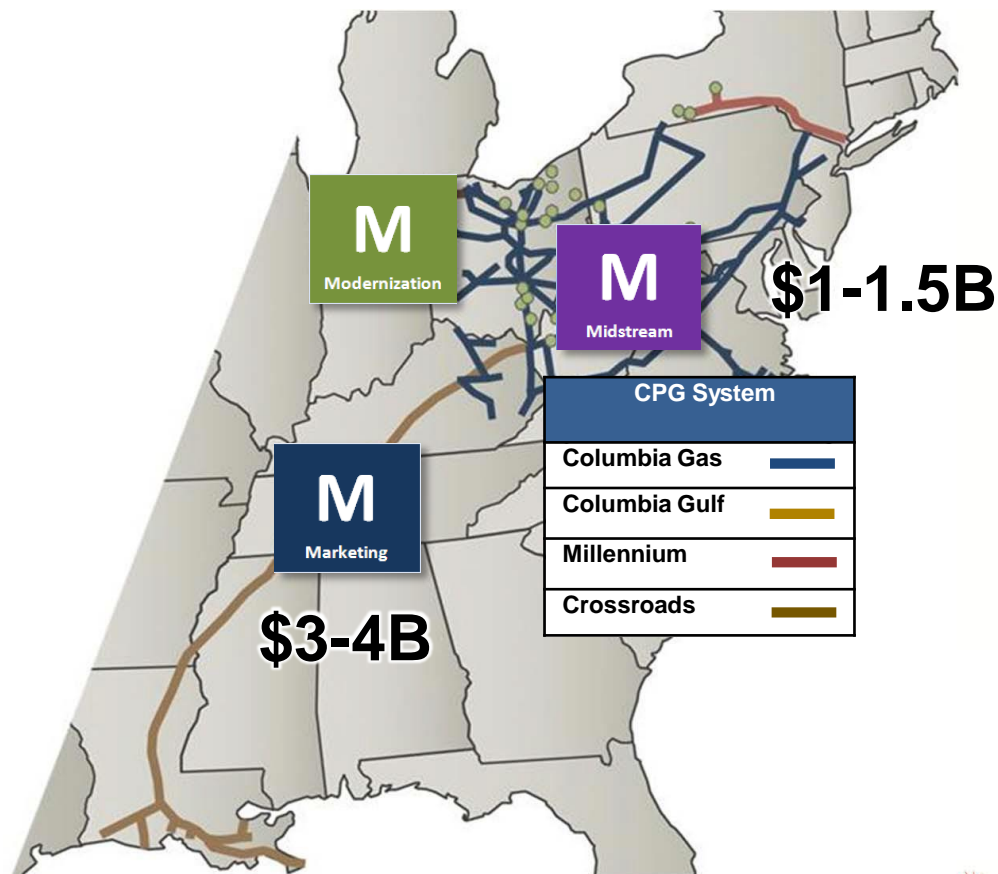 M
Modernization
M
Midstream
$1-1.5B
CPG System
Columbia Gas
Columbia Gulf
Millennium
Crossroads
M
Marketing
$3-4B